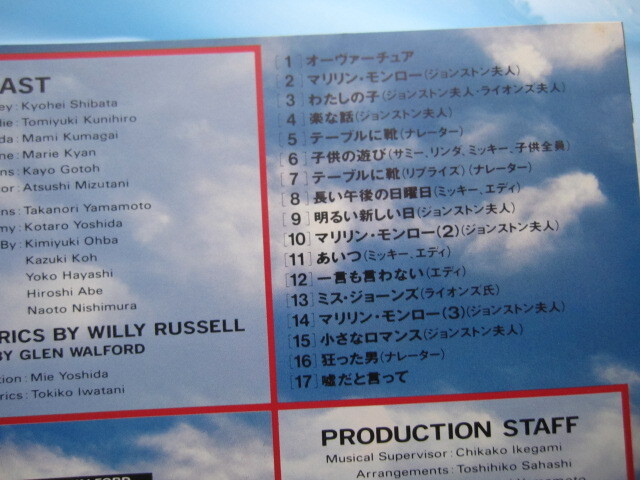 AST
ey: Kyohei Shibata
lie: Tomiyuki Kunihiro
da: Mami Kumagai
ne: Marie Kyan
ns: Kayo Gotoh
or: Atsushi Mizutani
ns: Takanori Yamamoto
my: Kotaro Yoshida
By: Kimiyuki Ohba
Kazuki Koh
Yoko Hayashi
Hiroshi Abe
Naoto Nishimura
RICS BY WILLY RUSSELL
BY GLEN WALFORD
tion: Mie Yoshida
rics: Tokiko Iwatani
[1] オーヴァーチュア
[2] マリリン・モンロー(ジョンストン夫人)
[3] わたしの子(ジョンストン夫人・ライオンズ夫人)
[4] 楽な話(ジョンストン夫人)
[5] テーブルに靴(ナレーター)
[6] 子供の遊び(サミー, リンダ, ミッキー, 子供全員)
[7] テーブルに靴(リプライズ)(ナレーター)
[8] 長い午後の日曜日(ミッキー, エディ)
[9] 明るい新しい日(ジョンストン夫人)
[10] マリリン・モンロー(2)(ジョンストン夫人)
[11] あいつ(ミッキー, エディ)
[12] 一言も言わない(エディ)
[13] ミス・ジョーンズ(ライオンズ氏)
[14] マリリン・モンロー(3)(ジョンストン夫人)
[15] 小さなロマンス(ジョンストン夫人)
[16] 狂った男(ナレーター)
[17] 嘘だと言って
PRODUCTION STAFF
Musical Supervisor: Chikako Ikegami
Arrangements: Toshihiko Sahashi
WALFORD